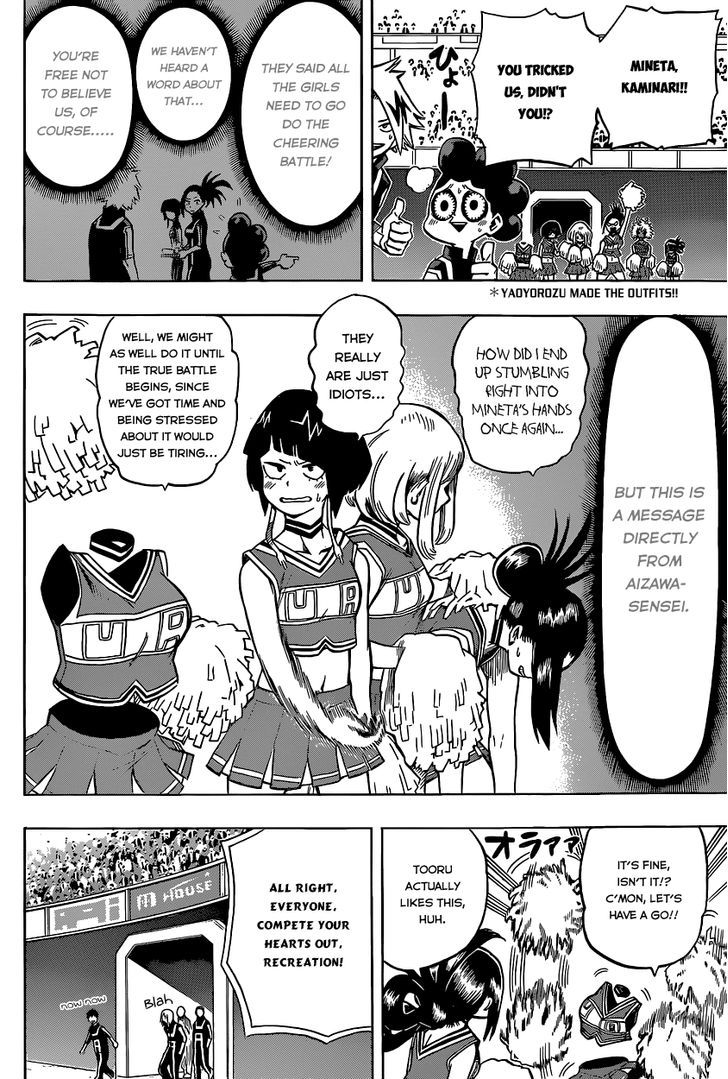 MINETA,
KAMINARI!!
YOU TRICKED
US, DIDN'T
YOU!?
ひょー
＊YAOYOROZU MADE THE OUTFITS!!
THEY SAID ALL
THE GIRLS
NEED TO GO
DO THE
CHEERING
BATTLE!
WE HAVEN'T
HEARD A
WORD ABOUT
THAT...
YOU'RE
FREE NOT
TO BELIEVE
US, OF
COURSE.....
BUT THIS IS
A MESSAGE
DIRECTLY
FROM
AIZAWA-
SENSEI.
HOW DID I END
UP STUMBLING
RIGHT INTO
MINETA'S HANDS
ONCE AGAIN...
THEY
REALLY
ARE JUST
IDIOTS...
WELL, WE MIGHT
AS WELL DO IT UNTIL
THE TRUE BATTLE
BEGINS, SINCE
WE'VE GOT TIME AND
BEING STRESSED
ABOUT IT WOULD
JUST BE TIRING...
UA
UA
U
IT'S FINE,
ISN'T IT!?
C'MON, LET'S
HAVE A GO!!
オラァァ
TOORU
ACTUALLY
LIKES THIS,
HUH.
ALL RIGHT,
EVERYONE,
COMPETE YOUR
HEARTS OUT,
RECREATION!
M HOUSE
now now
Blah